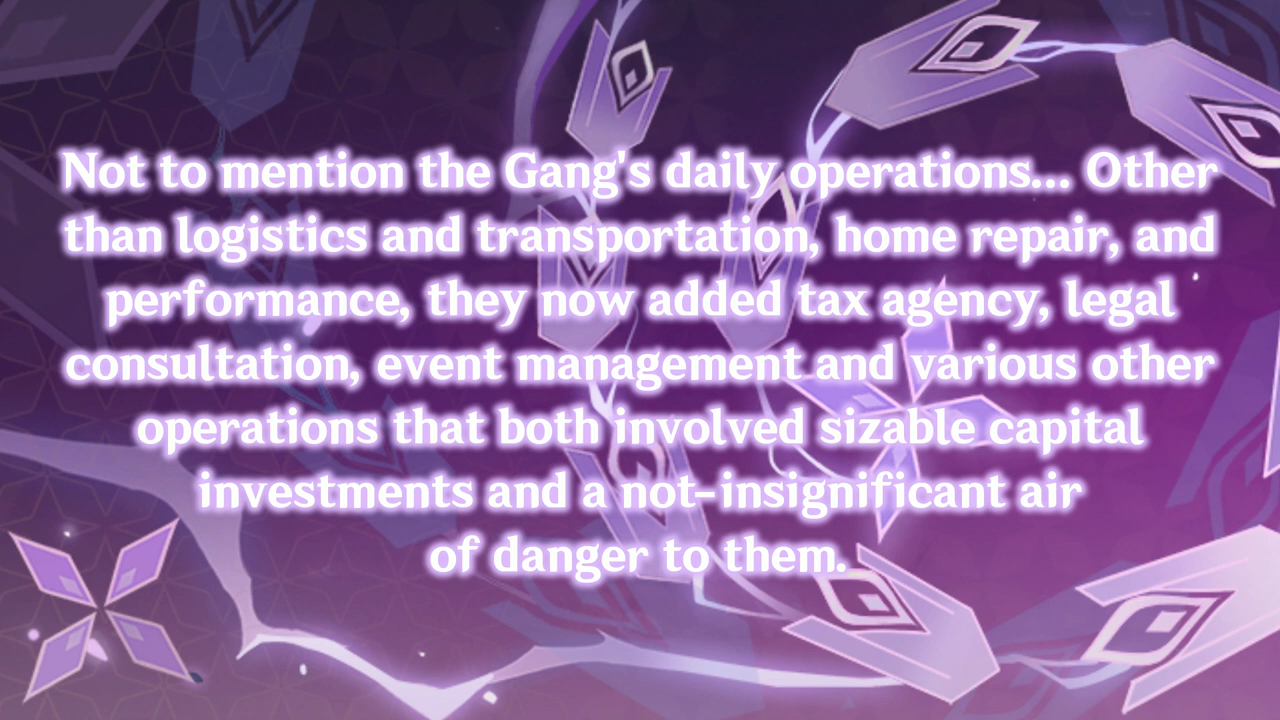 Not to mention the Gang's daily operations... Other
than logistics and transportation, home repair, and
performance, they now added tax agency, legal
consultation, event management and various other
operations that both involved sizable capital
investments and a not-insignificant air
of danger to them.